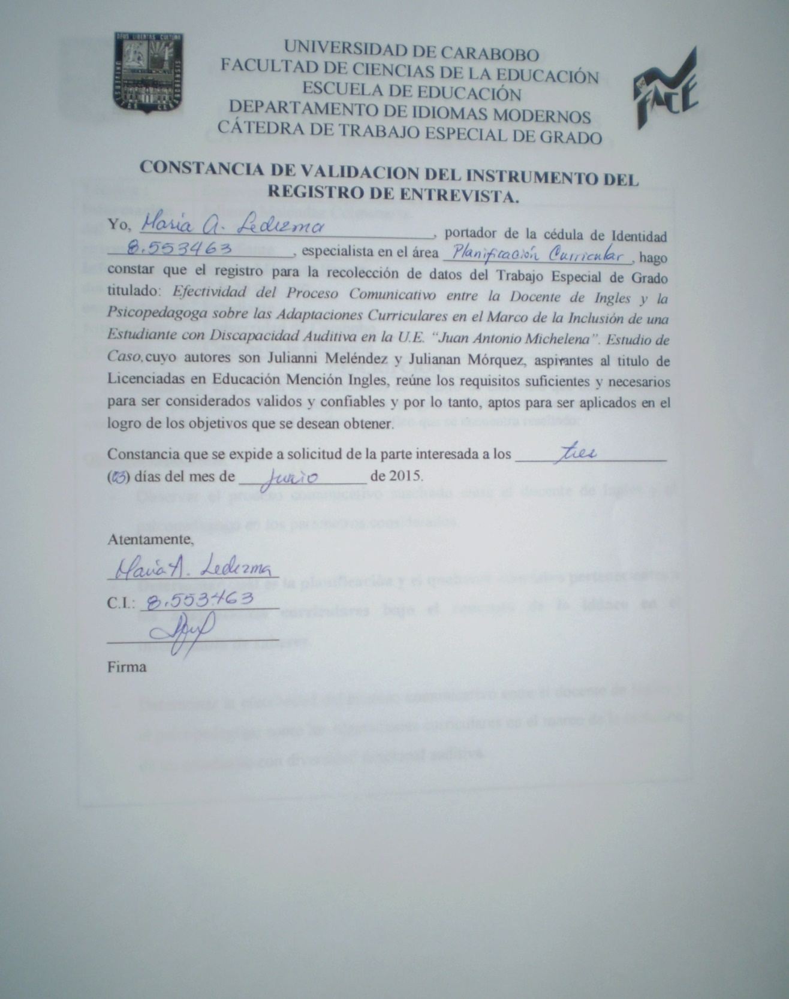 DEUS LIBERTAS CULTURA
UNIVERSIDAD DE CARABOBO
FACULTAD DE CIENCIAS DE LA EDUCACIÓN
ESCUELA DE EDUCACIÓN
DEPARTAMENTO DE IDIOMAS MODERNOS
CÁTEDRA DE TRABAJO ESPECIAL DE GRADO
UC
FACE
CONSTANCIA DE VALIDACION DEL INSTRUMENTO DEL
REGISTRO DE ENTREVISTA.
Yo, Maria A. Ledezma, portador de la cédula de Identidad
8.553463, especialista en el área Planificación Curricular, hago
constar que el registro para la recolección de datos del Trabajo Especial de Grado
titulado: Efectividad del Proceso Comunicativo entre la Docente de Ingles y la
Psicopedagoga sobre las Adaptaciones Curriculares en el Marco de la Inclusión de una
Estudiante con Discapacidad Auditiva en la U.E. “Juan Antonio Michelena”. Estudio de
Caso, cuyo autores son Julianni Meléndez y Julianan Mórquez, aspirantes al titulo de
Licenciadas en Educación Mención Ingles, reúne los requisitos suficientes y necesarios
para ser considerados validos y confiables y por lo tanto, aptos para ser aplicados en el
logro de los objetivos que se desean obtener.
Constancia que se expide a solicitud de la parte interesada a los tres
(03) días del mes de Junio de 2015.
Atentamente,
Maria A. Ledezma
C.I.: 8.553463
Firma